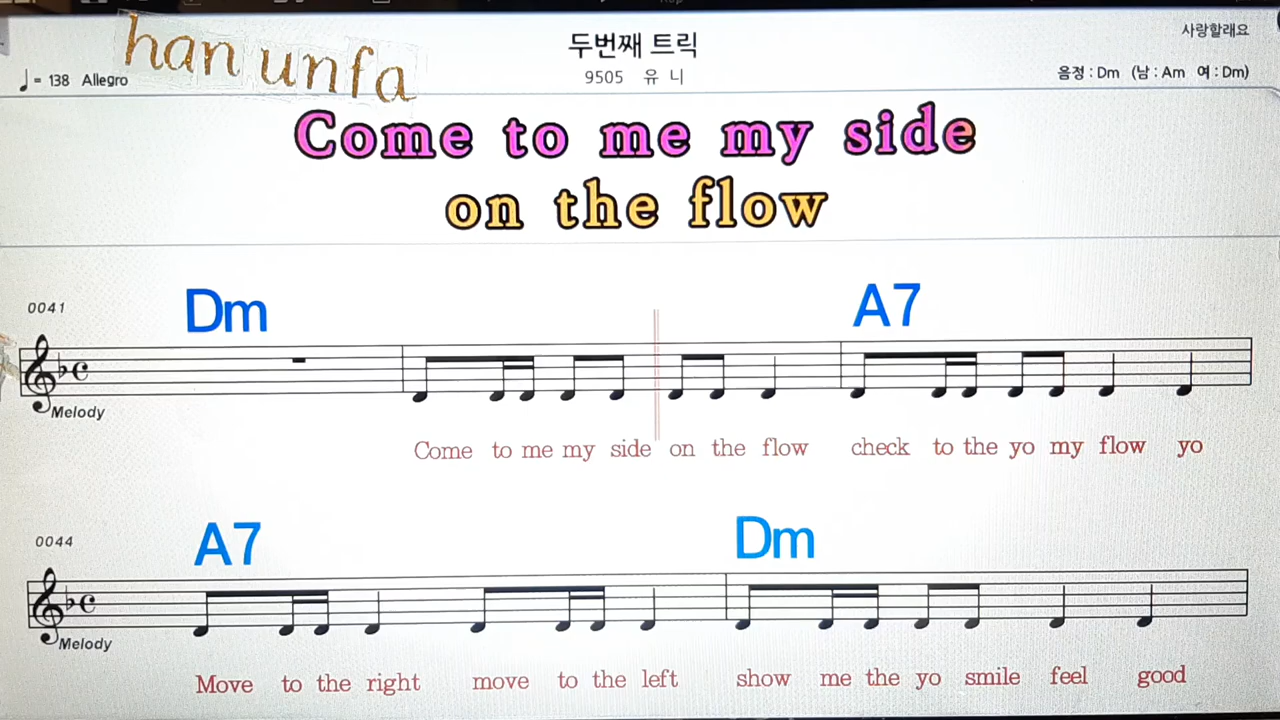 han unfa
두번째 트릭
사랑할래요
♩= 138 Allegro
9505 유 니
음정 : Dm (남 : Am 여 : Dm)
Come to me my side
on the flow
0041
Dm
A7
Melody
Come to me my side on the flow check to the yo my flow yo
0044
A7
Dm
Melody
Move to the right move to the left show me the yo smile feel good